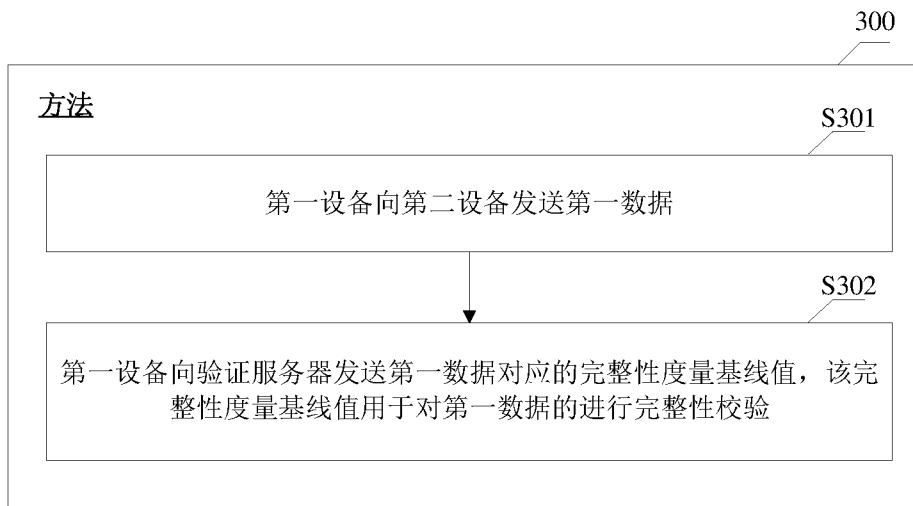 300
方法
S301
第一设备向第二设备发送第一数据
S302
第一设备向验证服务器发送第一数据对应的完整性度量基线值，该完
整性度量基线值用于对第一数据的进行完整性校验